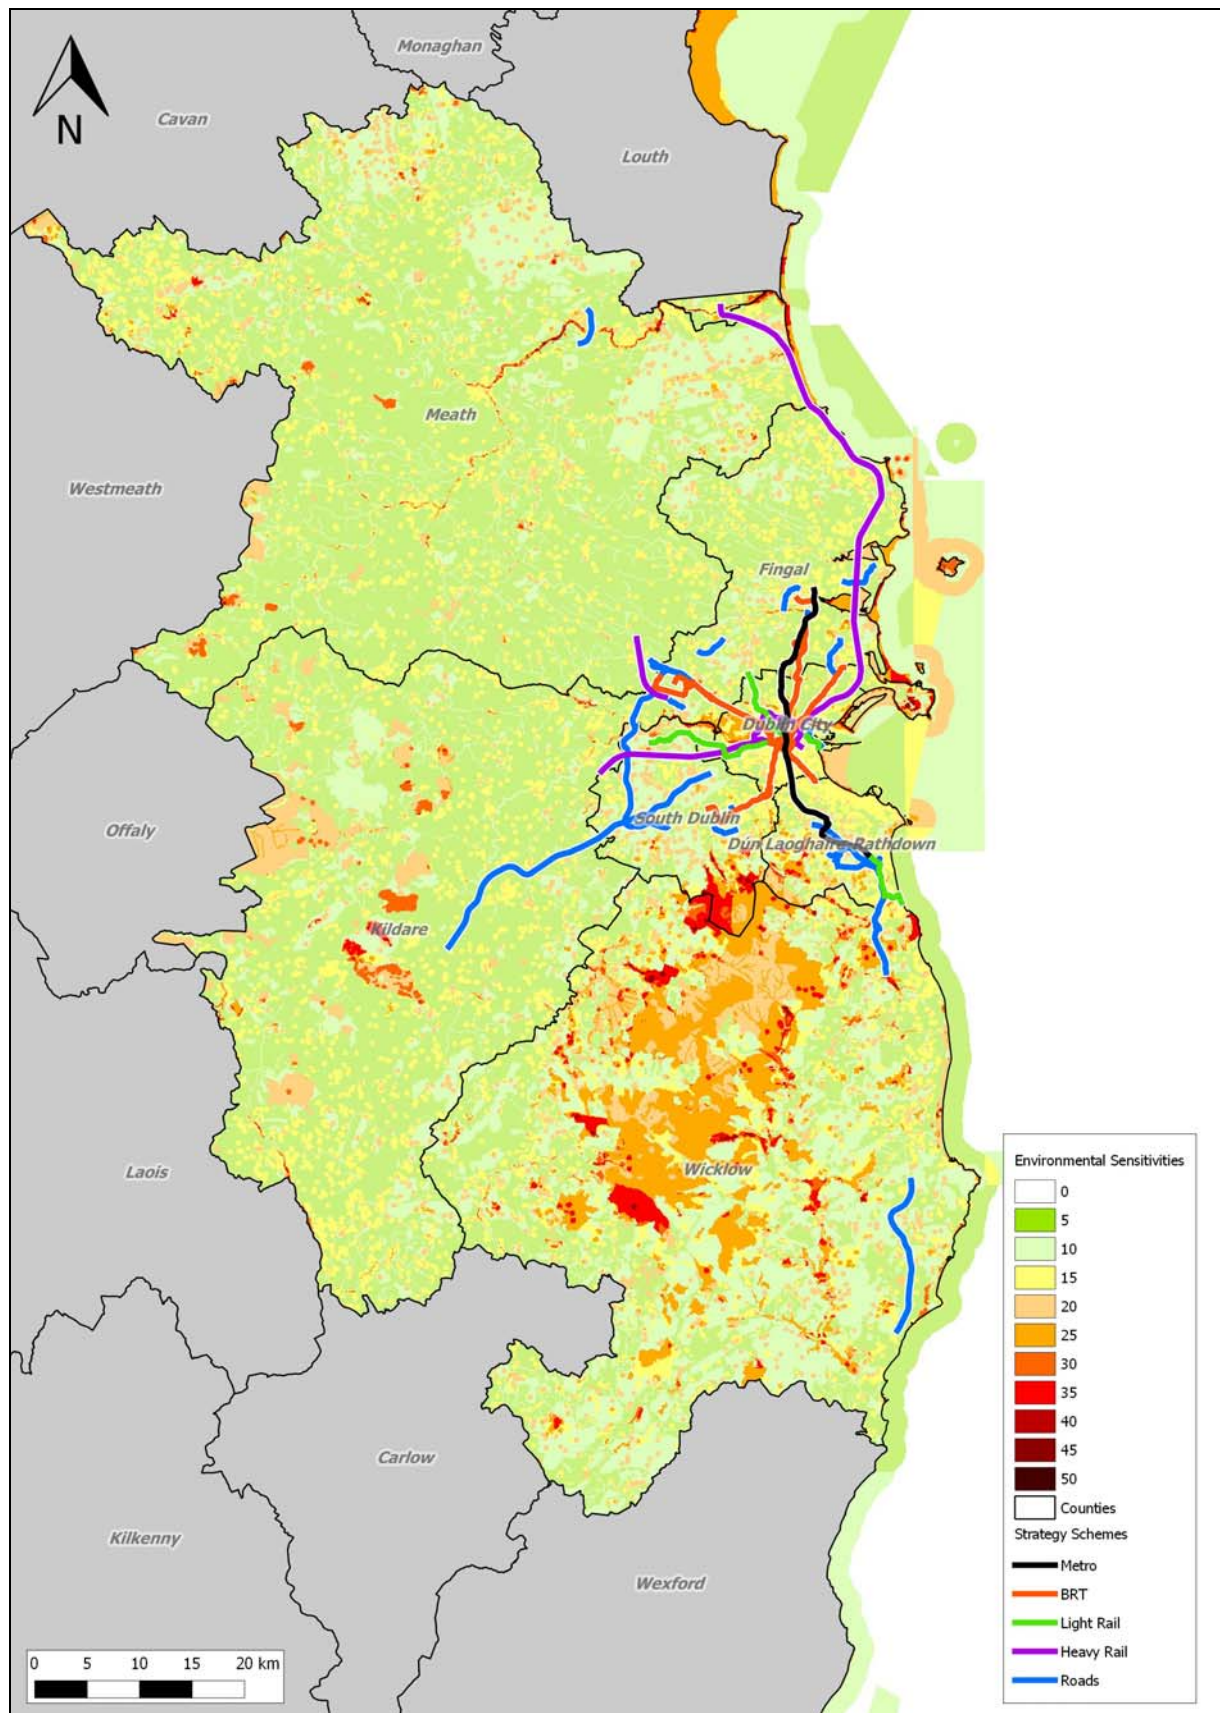 Monaghan
N
Cavan
Louth
Meath
Westmeath
Fingal
Dublin City
Offaly
South Dublin
Dún Laoghaire-Rathdown
Kildare
Laois
Wicklow
Carlow
Kilkenny
Wexford
0 5 10 15 20 km
Environmental Sensitivities
0
5
10
15
20
25
30
35
40
45
50
Counties
Strategy Schemes
Metro
BRT
Light Rail
Heavy Rail
Roads